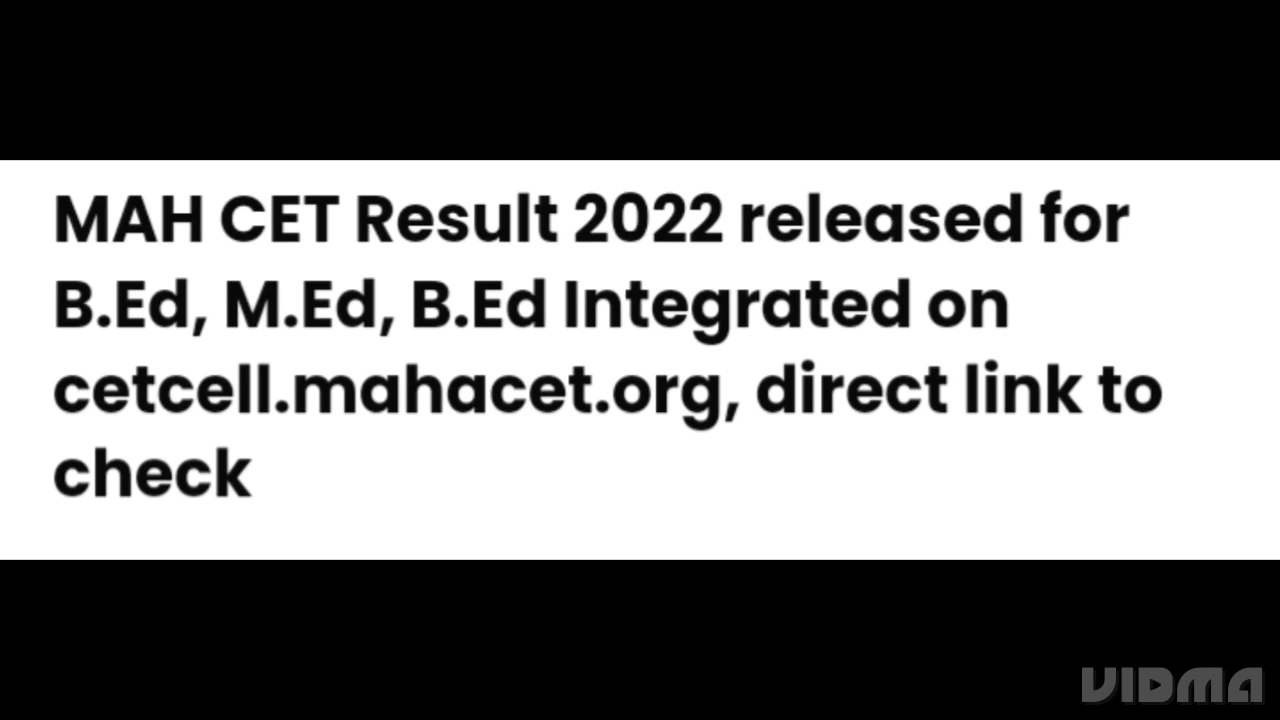 MAH CET Result 2022 released for
B.Ed, M.Ed, B.Ed Integrated on
cetcell.mahacet.org, direct link to
check
VIDMA